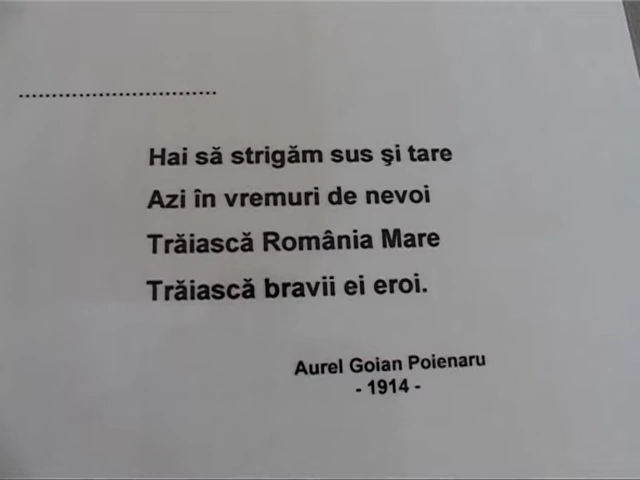 ...............................
Hai să strigăm sus şi tare
Azi în vremuri de nevoi
Trăiască România Mare
Trăiască bravii ei eroi.
Aurel Goian Poienaru
- 1914 -